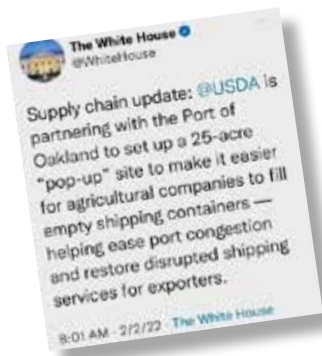 The White House
@WhiteHouse
Supply chain update: @USDA is
partnering with the Port of
Oakland to set up a 25-acre
“pop-up” site to make it easier
for agricultural companies to fill
empty shipping containers —
helping ease port congestion
and restore disrupted shipping
services for exporters.
8:01 AM · 2/2/22 · The White House